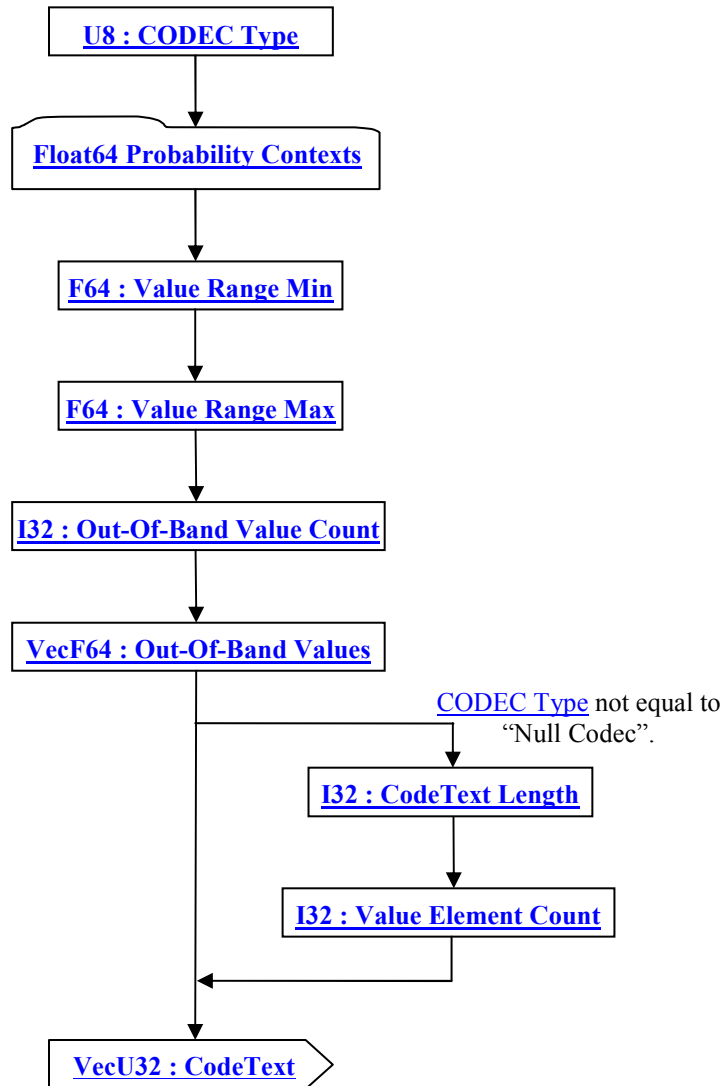 U8 : CODEC Type
Float64 Probability Contexts
F64 : Value Range Min
F64 : Value Range Max
I32 : Out-Of-Band Value Count
VecF64 : Out-Of-Band Values
CODEC Type not equal to
“Null Codec”.
I32 : CodeText Length
I32 : Value Element Count
VecU32 : CodeText